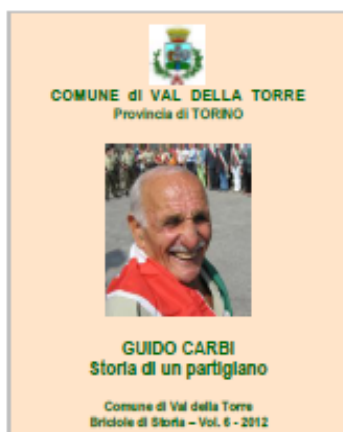 COMUNE di VAL DELLA TORRE
Provincia di TORINO
GUIDO CARBI
Storia di un partigiano
Comune di Val della Torre
Briciole di Storia – Vol. 6 - 2012